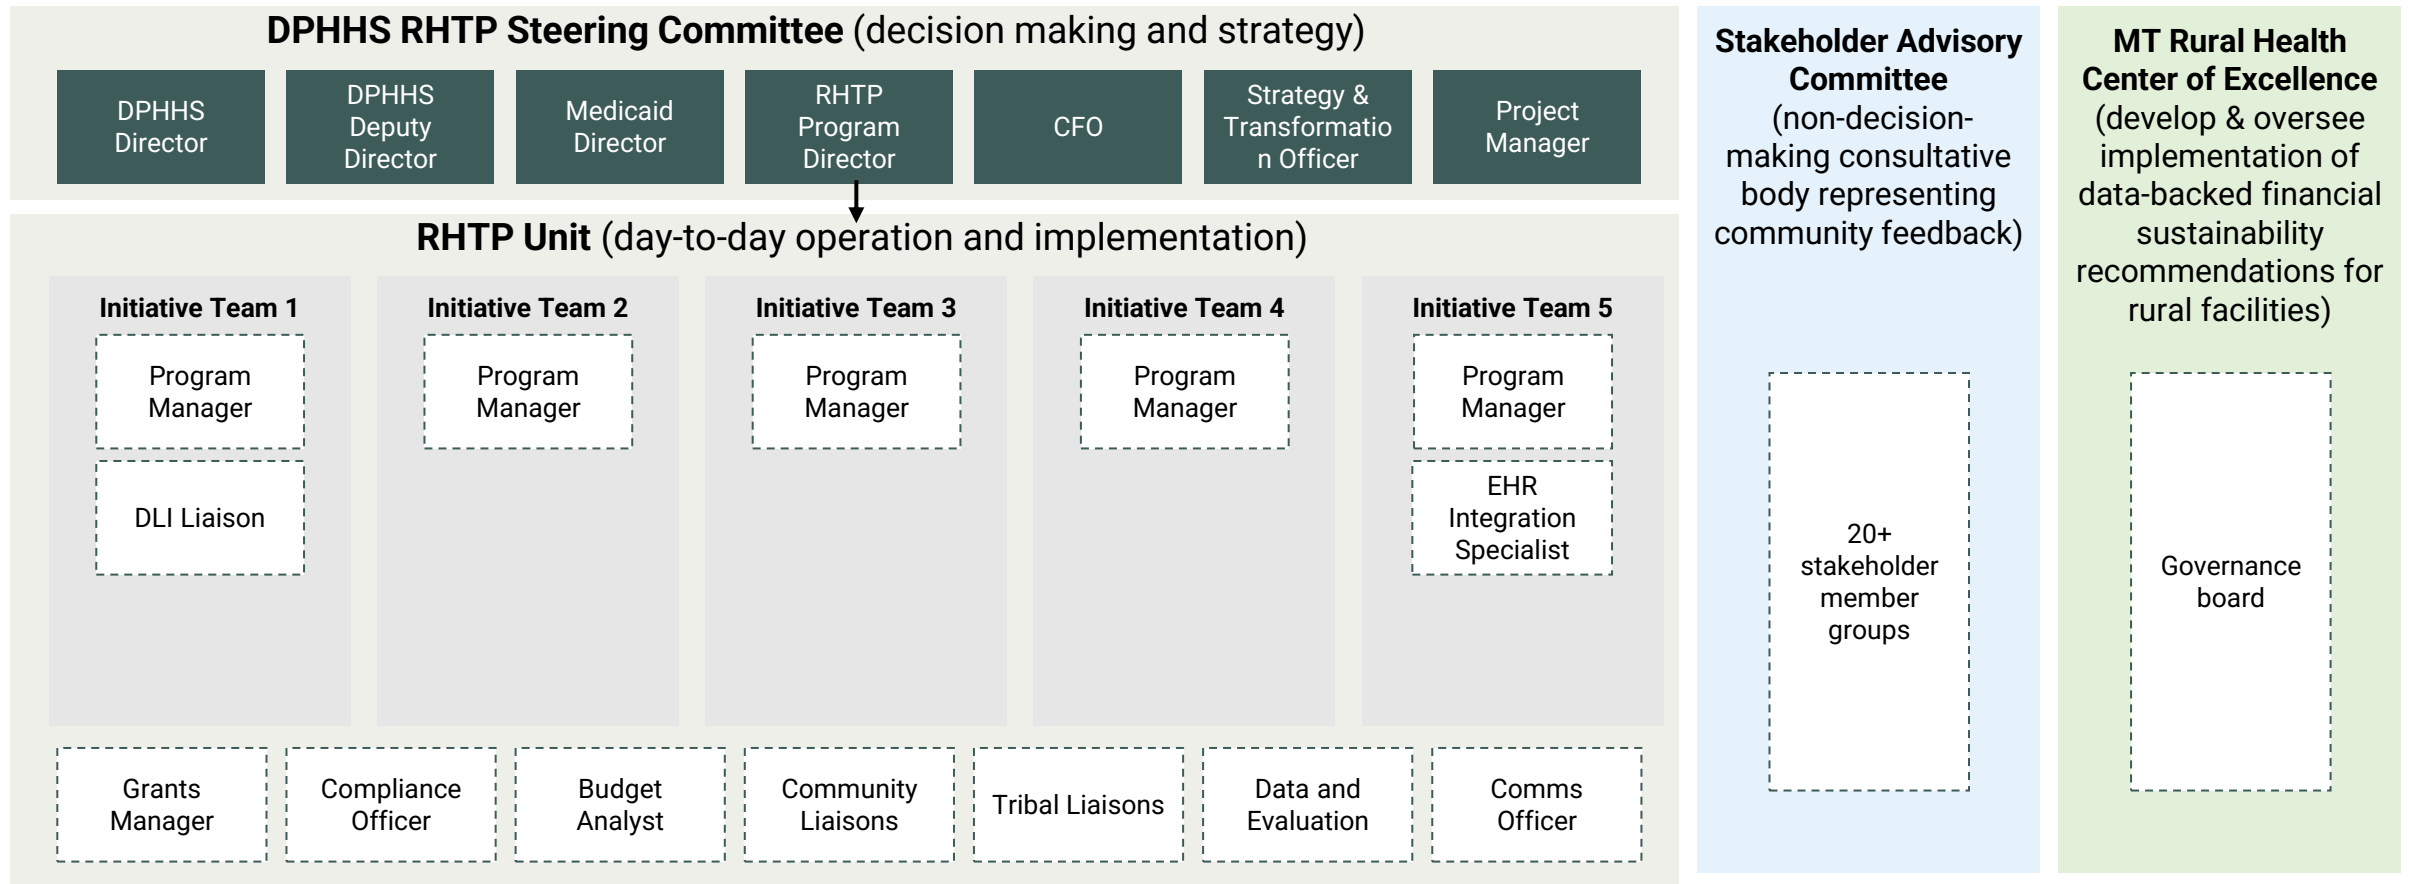 DPHHS RHTP Steering Committee (decision making and strategy)
DPHHS
Director
DPHHS
Deputy
Director
Medicaid
Director
RHTP
Program
Director
CFO
Strategy &
Transformatio
n Officer
Project
Manager
RHTP Unit (day-to-day operation and implementation)
Initiative Team 1
Program
Manager
DLI Liaison
Initiative Team 2
Program
Manager
Initiative Team 3
Program
Manager
Initiative Team 4
Program
Manager
Initiative Team 5
Program
Manager
EHR
Integration
Specialist
Grants
Manager
Compliance
Officer
Budget
Analyst
Community
Liaisons
Tribal Liaisons
Data and
Evaluation
Comms
Officer
Stakeholder Advisory
Committee
(non-decision-
making consultative
body representing
community feedback)
20+
stakeholder
member
groups
MT Rural Health
Center of Excellence
(develop & oversee
implementation of
data-backed financial
sustainability
recommendations for
rural facilities)
Governance
board